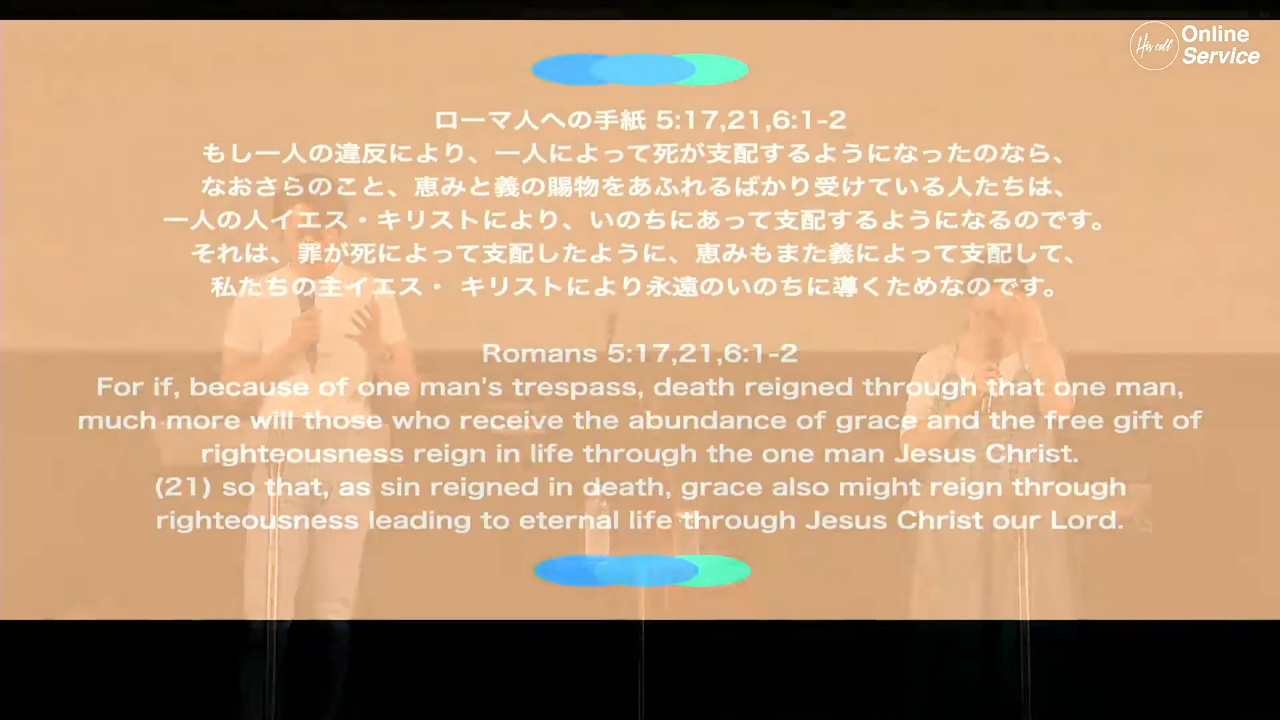 His call
Online
Service
ローマ人への手紙 5:17,21,6:1-2
もし一人の違反により、一人によって死が支配するようになったのなら、
なおさらのこと、恵みと義の賜物をあふれるばかり受けている人たちは、
一人の人イエス・キリストにより、いのちにあって支配するようになるのです。
それは、罪が死によって支配したように、恵みもまた義によって支配して、
私たちの主イエス・ キリストにより永遠のいのちに導くためなのです。
Romans 5:17,21,6:1-2
For if, because of one man's trespass, death reigned through that one man,
much more will those who receive the abundance of grace and the free gift of
righteousness reign in life through the one man Jesus Christ.
(21) so that, as sin reigned in death, grace also might reign through
righteousness leading to eternal life through Jesus Christ our Lord.